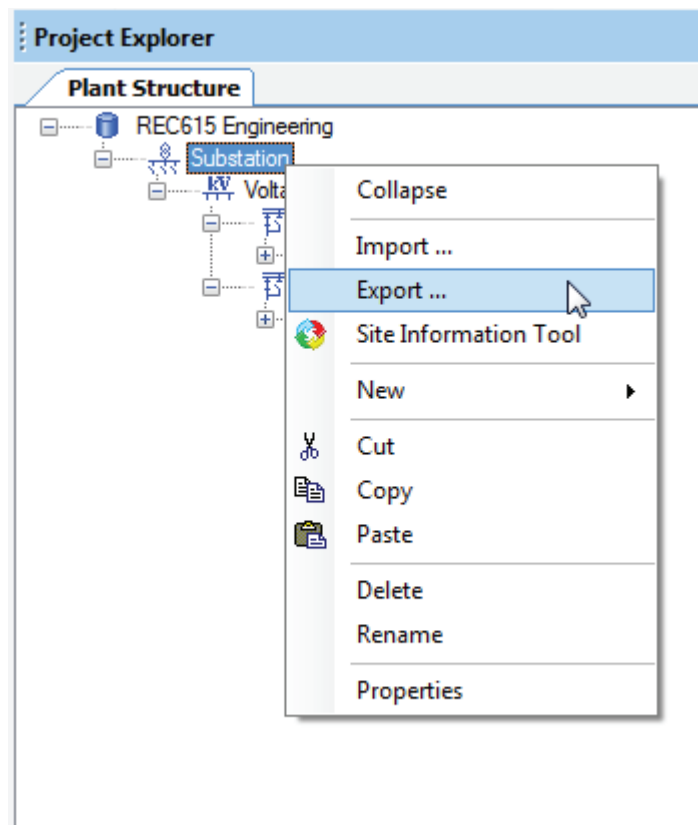 Project Explorer
Plant Structure
REC615 Engineering
Substation
kV
Collapse
Import ...
Export ...
Site Information Tool
New
Cut
Copy
Paste
Delete
Rename
Properties